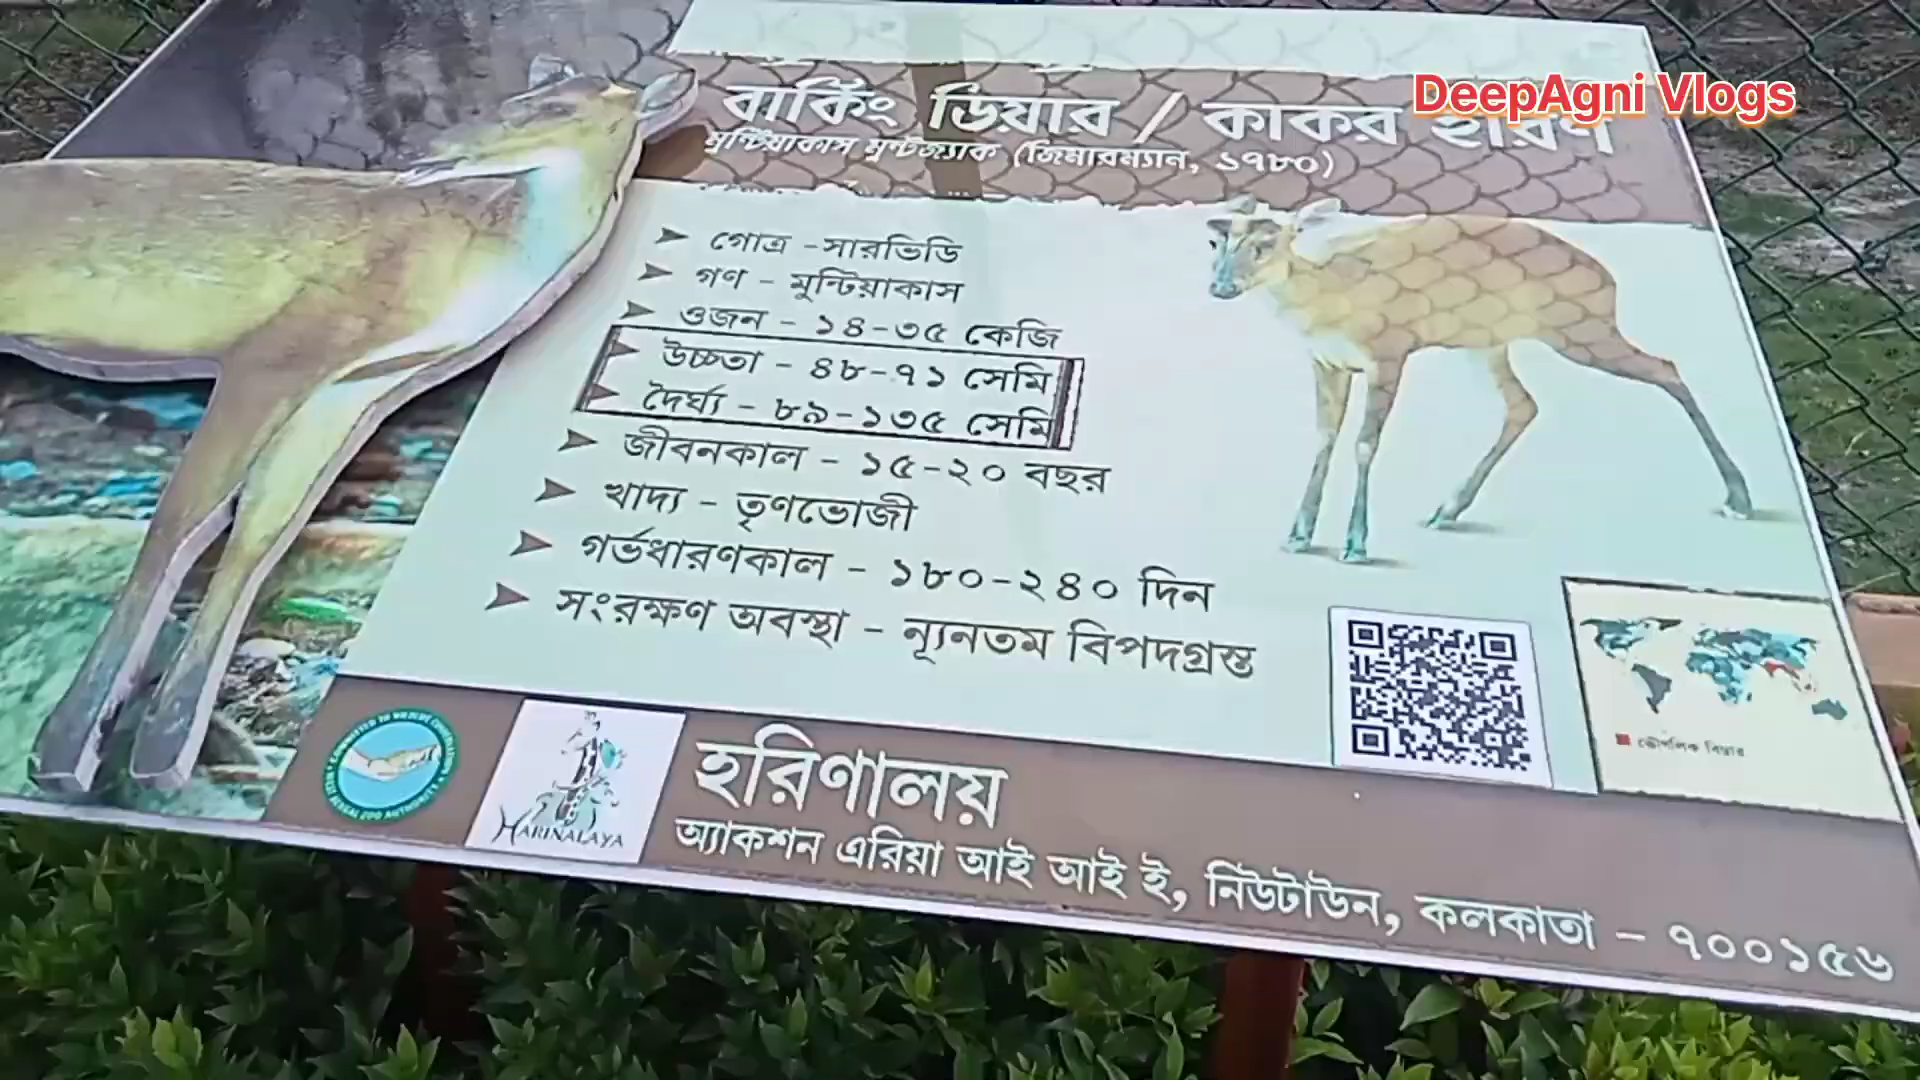 DeepAgni Vlogs
বার্কিং ডিয়ার / কাকর হরিণ
মুন্টিয়াকাস মুন্টজ্যাক (জিমারম্যান, ১৭৮০)
গোত্র -সারভিডি
গণ - মুন্টিয়াকাস
ওজন - ১৪-৩৫ কেজি
উচ্চতা - ৪৮-৭১ সেমি
দৈর্ঘ্য - ৮৯-১৩৫ সেমি
জীবনকাল - ১৫-২০ বছর
খাদ্য - তৃণভোজী
গর্ভধারণকাল - ১৮০-২৪০ দিন
সংরক্ষণ অবস্থা - ন্যূনতম বিপদগ্রস্ত
ভৌগলিক বিস্তার
HARINALAYA
হরিণালয়
অ্যাকশন এরিয়া আই আই ই, নিউটাউন, কলকাতা - ৭০০১৫৬